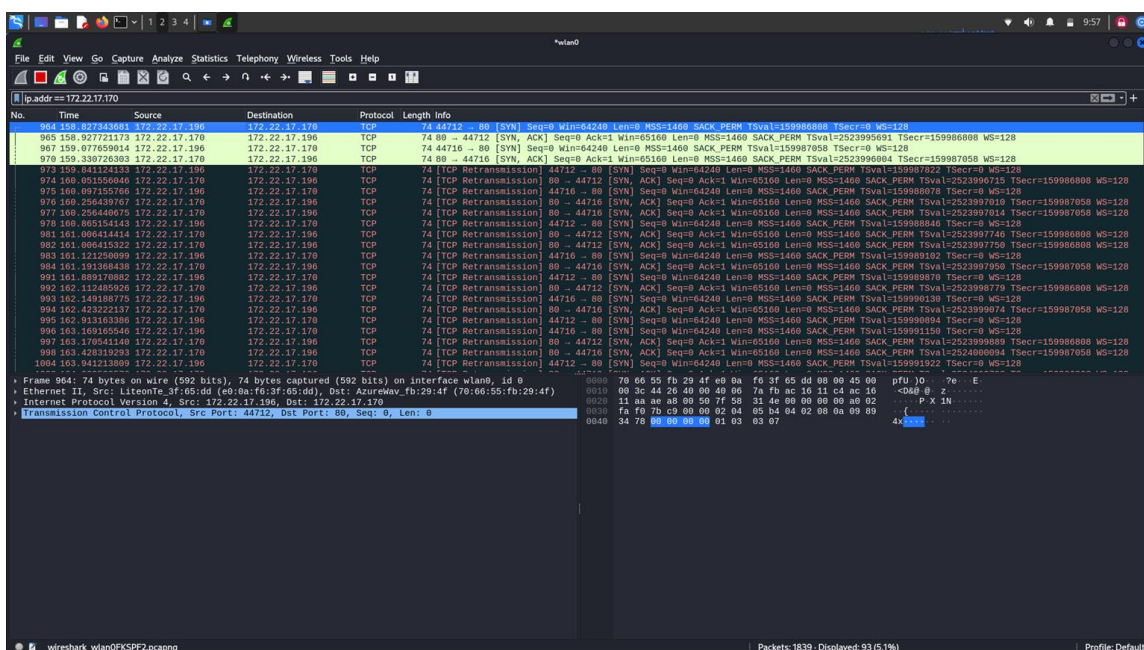 1 2 3 4
9:57
*wlan0
File Edit View Go Capture Analyze Statistics Telephony Wireless Tools Help
ip.addr == 172.22.17.170
No. Time Source Destination Protocol Length Info
964 158.827343681 172.22.17.196 172.22.17.170 TCP 74 44712 → 80 [SYN] Seq=0 Win=64240 Len=0 MSS=1460 SACK_PERM TSval=159986808 TSecr=0 WS=128
965 158.927721173 172.22.17.170 172.22.17.196 TCP 74 80 → 44712 [SYN, ACK] Seq=0 Ack=1 Win=65160 Len=0 MSS=1460 SACK_PERM TSval=2523995691 TSecr=159986808 WS=128
967 159.077659014 172.22.17.196 172.22.17.170 TCP 74 44716 → 80 [SYN] Seq=0 Win=64240 Len=0 MSS=1460 SACK_PERM TSval=159987058 TSecr=0 WS=128
970 159.330726303 172.22.17.170 172.22.17.196 TCP 74 80 → 44716 [SYN, ACK] Seq=0 Ack=1 Win=65160 Len=0 MSS=1460 SACK_PERM TSval=2523996004 TSecr=159987058 WS=128
973 159.841124133 172.22.17.196 172.22.17.170 TCP 74 [TCP Retransmission] 44712 → 80 [SYN] Seq=0 Win=64240 Len=0 MSS=1460 SACK_PERM TSval=159987822 TSecr=0 WS=128
974 160.051556046 172.22.17.170 172.22.17.196 TCP 74 [TCP Retransmission] 80 → 44712 [SYN, ACK] Seq=0 Ack=1 Win=65160 Len=0 MSS=1460 SACK_PERM TSval=2523996715 TSecr=159986808 WS=128
975 160.097155766 172.22.17.196 172.22.17.170 TCP 74 [TCP Retransmission] 44716 → 80 [SYN] Seq=0 Win=64240 Len=0 MSS=1460 SACK_PERM TSval=159988078 TSecr=0 WS=128
976 160.256439767 172.22.17.170 172.22.17.196 TCP 74 [TCP Retransmission] 80 → 44716 [SYN, ACK] Seq=0 Ack=1 Win=65160 Len=0 MSS=1460 SACK_PERM TSval=2523997010 TSecr=159987058 WS=128
977 160.256440675 172.22.17.170 172.22.17.196 TCP 74 [TCP Retransmission] 80 → 44716 [SYN, ACK] Seq=0 Ack=1 Win=65160 Len=0 MSS=1460 SACK_PERM TSval=2523997014 TSecr=159987058 WS=128
978 160.865154143 172.22.17.196 172.22.17.170 TCP 74 [TCP Retransmission] 44712 → 80 [SYN] Seq=0 Win=64240 Len=0 MSS=1460 SACK_PERM TSval=159988846 TSecr=0 WS=128
981 161.006414414 172.22.17.170 172.22.17.196 TCP 74 [TCP Retransmission] 80 → 44712 [SYN, ACK] Seq=0 Ack=1 Win=65160 Len=0 MSS=1460 SACK_PERM TSval=2523997746 TSecr=159986808 WS=128
982 161.006415322 172.22.17.170 172.22.17.196 TCP 74 [TCP Retransmission] 80 → 44712 [SYN, ACK] Seq=0 Ack=1 Win=65160 Len=0 MSS=1460 SACK_PERM TSval=2523997750 TSecr=159986808 WS=128
983 161.121250099 172.22.17.196 172.22.17.170 TCP 74 [TCP Retransmission] 44716 → 80 [SYN] Seq=0 Win=64240 Len=0 MSS=1460 SACK_PERM TSval=159989102 TSecr=0 WS=128
984 161.191368438 172.22.17.170 172.22.17.196 TCP 74 [TCP Retransmission] 80 → 44716 [SYN, ACK] Seq=0 Ack=1 Win=65160 Len=0 MSS=1460 SACK_PERM TSval=2523997950 TSecr=159987058 WS=128
991 161.889170882 172.22.17.196 172.22.17.170 TCP 74 [TCP Retransmission] 44712 → 80 [SYN] Seq=0 Win=64240 Len=0 MSS=1460 SACK_PERM TSval=159989870 TSecr=0 WS=128
992 162.112485926 172.22.17.170 172.22.17.196 TCP 74 [TCP Retransmission] 80 → 44712 [SYN, ACK] Seq=0 Ack=1 Win=65160 Len=0 MSS=1460 SACK_PERM TSval=2523998779 TSecr=159986808 WS=128
993 162.149188775 172.22.17.196 172.22.17.170 TCP 74 [TCP Retransmission] 44716 → 80 [SYN] Seq=0 Win=64240 Len=0 MSS=1460 SACK_PERM TSval=159990130 TSecr=0 WS=128
994 162.423222137 172.22.17.170 172.22.17.196 TCP 74 [TCP Retransmission] 80 → 44716 [SYN, ACK] Seq=0 Ack=1 Win=65160 Len=0 MSS=1460 SACK_PERM TSval=2523999074 TSecr=159987058 WS=128
995 162.913163386 172.22.17.196 172.22.17.170 TCP 74 [TCP Retransmission] 44712 → 80 [SYN] Seq=0 Win=64240 Len=0 MSS=1460 SACK_PERM TSval=159990894 TSecr=0 WS=128
996 163.169165546 172.22.17.196 172.22.17.170 TCP 74 [TCP Retransmission] 44716 → 80 [SYN] Seq=0 Win=64240 Len=0 MSS=1460 SACK_PERM TSval=159991150 TSecr=0 WS=128
997 163.170541140 172.22.17.170 172.22.17.196 TCP 74 [TCP Retransmission] 80 → 44712 [SYN, ACK] Seq=0 Ack=1 Win=65160 Len=0 MSS=1460 SACK_PERM TSval=2523999889 TSecr=159986808 WS=128
998 163.428319293 172.22.17.170 172.22.17.196 TCP 74 [TCP Retransmission] 80 → 44716 [SYN, ACK] Seq=0 Ack=1 Win=65160 Len=0 MSS=1460 SACK_PERM TSval=2524000094 TSecr=159987058 WS=128
1004 163.941213809 172.22.17.196 172.22.17.170 TCP 74 [TCP Retransmission] 44712 → 80 [SYN] Seq=0 Win=64240 Len=0 MSS=1460 SACK_PERM TSval=159991922 TSecr=0 WS=128
Frame 964: 74 bytes on wire (592 bits), 74 bytes captured (592 bits) on interface wlan0, id 0
Ethernet II, Src: LiteonTe_3f:65:dd (e0:0a:f6:3f:65:dd), Dst: AzureWav_fb:29:4f (70:66:55:fb:29:4f)
Internet Protocol Version 4, Src: 172.22.17.196, Dst: 172.22.17.170
Transmission Control Protocol, Src Port: 44712, Dst Port: 80, Seq: 0, Len: 0
0000 70 66 55 fb 29 4f e0 0a f6 3f 65 dd 08 00 45 00 pfU·)O·· ·?e···E·
0010 00 3c 44 26 40 00 40 06 7a fb ac 16 11 c4 ac 16 ·<D&@·@· z·······
0020 11 aa ae a8 00 50 7f 58 31 4e 00 00 00 00 a0 02 ·····P·X 1N······
0030 fa f0 7b c9 00 00 02 04 05 b4 04 02 08 0a 09 89 ··{····· ········
0040 34 78 00 00 00 00 01 03 03 07 4x······ ··
wireshark_wlan0FKSPF2.pcapng
Packets: 1839 · Displayed: 93 (5.1%)
Profile: Default